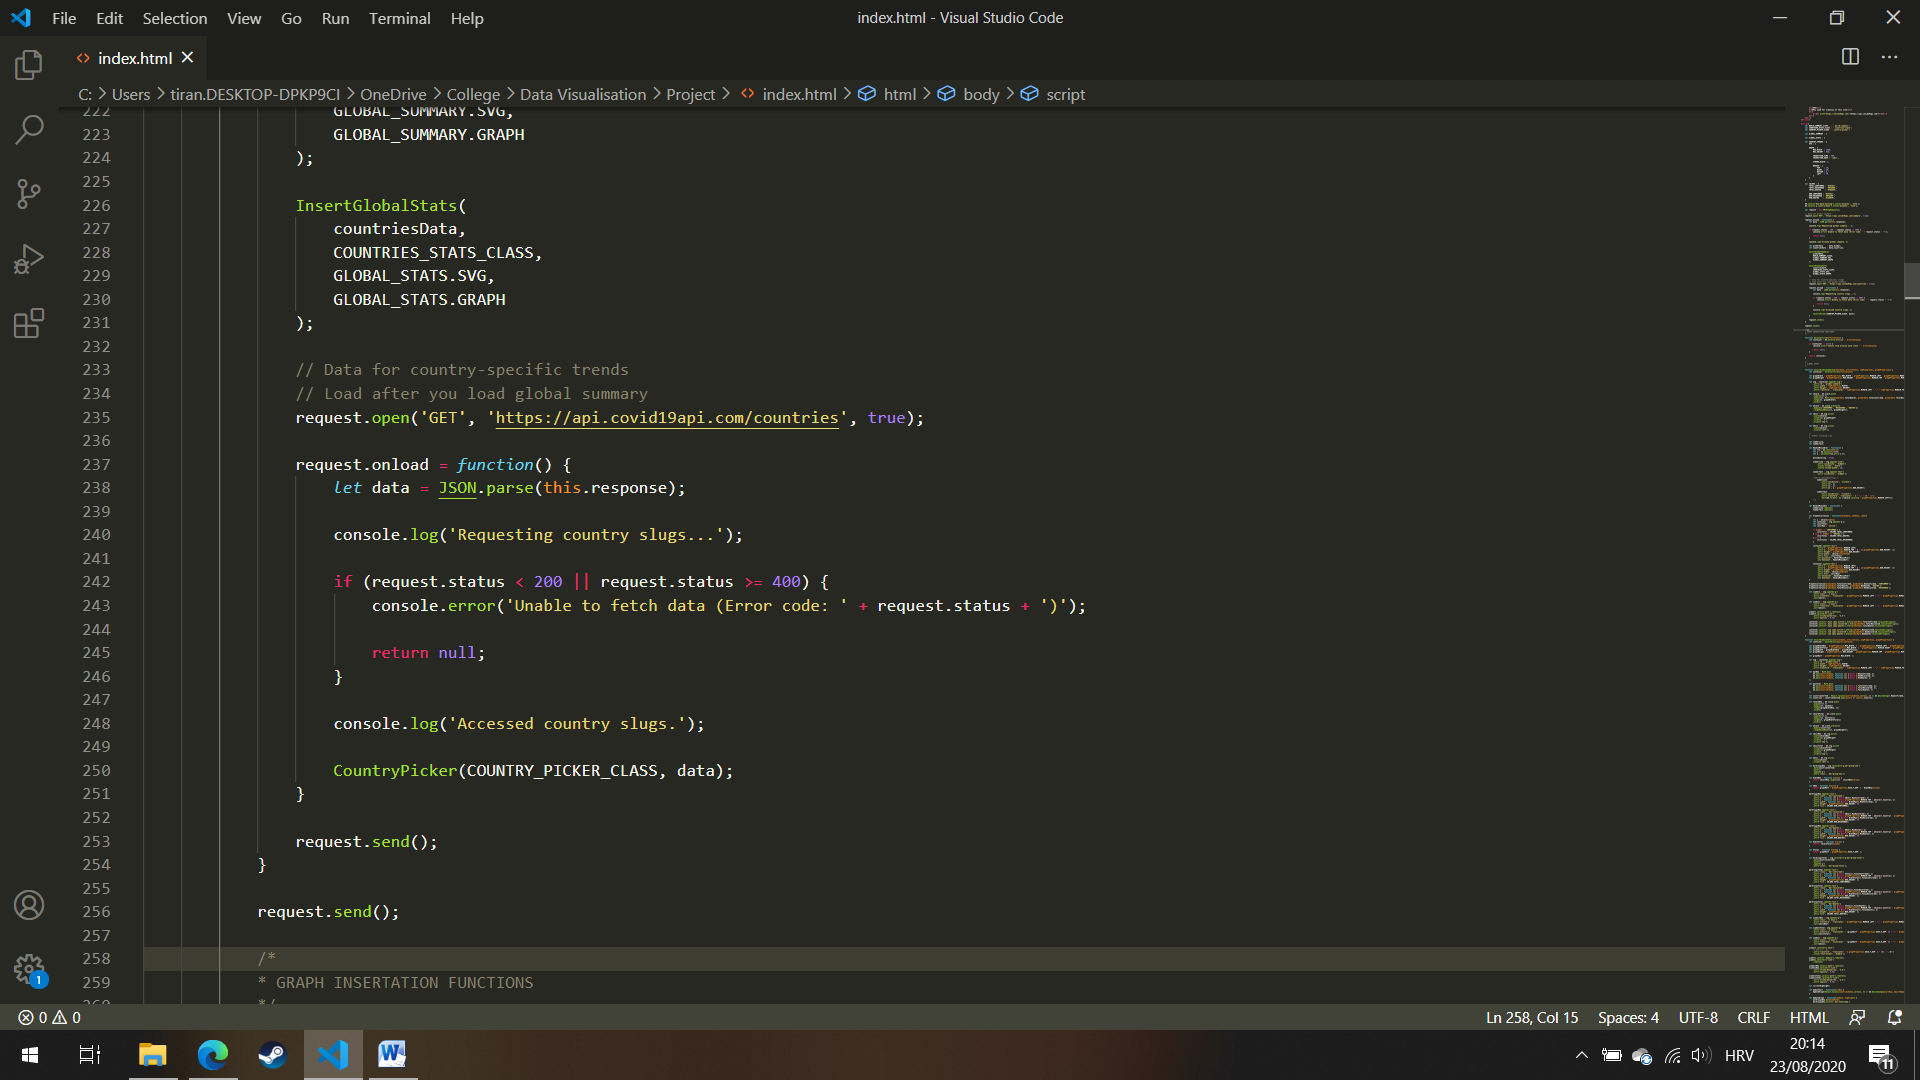 File Edit Selection View Go Run Terminal Help
index.html - Visual Studio Code
index.html
C: > Users > tiran.DESKTOP-DPKP9CI > OneDrive > College > Data Visualisation > Project > index.html > html > body > script
222 GLOBAL_SUMMARY.SVG,
223 GLOBAL_SUMMARY.GRAPH
224 );
225
226 InsertGlobalStats(
227 countriesData,
228 COUNTRIES_STATS_CLASS,
229 GLOBAL_STATS.SVG,
230 GLOBAL_STATS.GRAPH
231 );
232
233 // Data for country-specific trends
234 // Load after you load global summary
235 request.open('GET', 'https://api.covid19api.com/countries', true);
236
237 request.onload = function() {
238 let data = JSON.parse(this.response);
239
240 console.log('Requesting country slugs...');
241
242 if (request.status < 200 || request.status >= 400) {
243 console.error('Unable to fetch data (Error code: ' + request.status + ')');
244
245 return null;
246 }
247
248 console.log('Accessed country slugs.');
249
250 CountryPicker(COUNTRY_PICKER_CLASS, data);
251 }
252
253 request.send();
254 }
255
256 request.send();
257
258 /*
259 * GRAPH INSERTATION FUNCTIONS
260 */
1
0 0
Ln 258, Col 15 Spaces: 4 UTF-8 CRLF HTML
HRV
20:14
23/08/2020
11